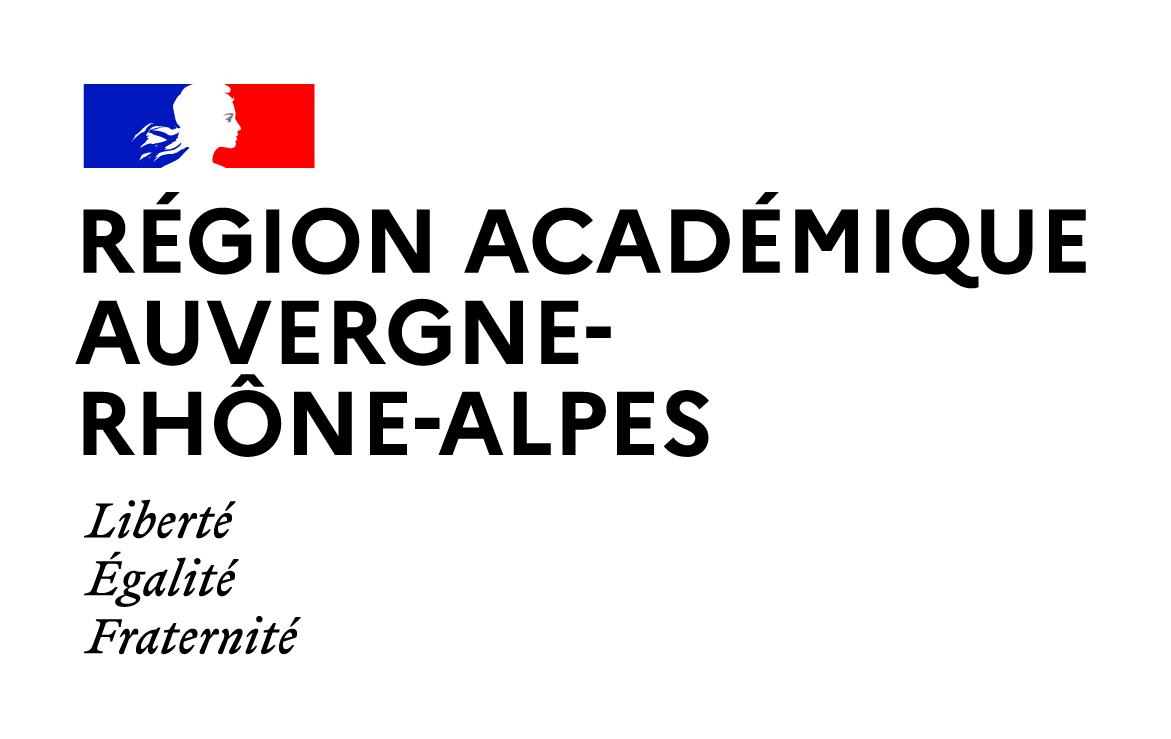 RÉGION ACADÉMIQUE
AUVERGNE-
RHÔNE-ALPES
Liberté
Égalité
Fraternité